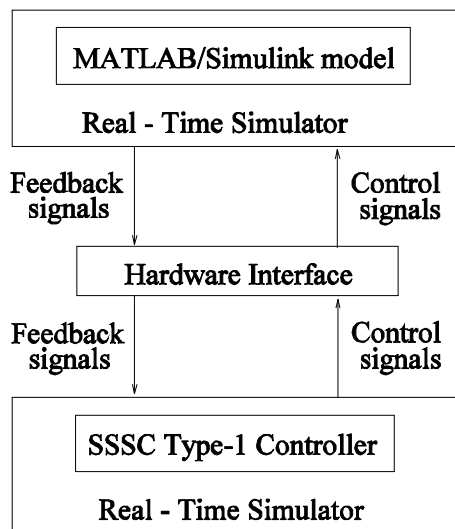 MATLAB/Simulink model
Real - Time Simulator
Feedback
signals
Control
signals
Hardware Interface
Feedback
signals
Control
signals
SSSC Type-1 Controller
Real - Time Simulator